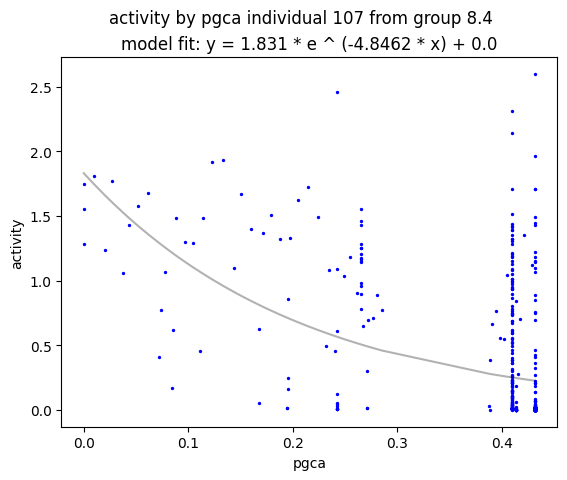 activity by pgca individual 107 from group 8.4
model fit: y = 1.831 * e ^ (-4.8462 * x) + 0.0
2.5
2.0
1.5
1.0
0.5
0.0
activity
0.0 0.1 0.2 0.3 0.4
pgca